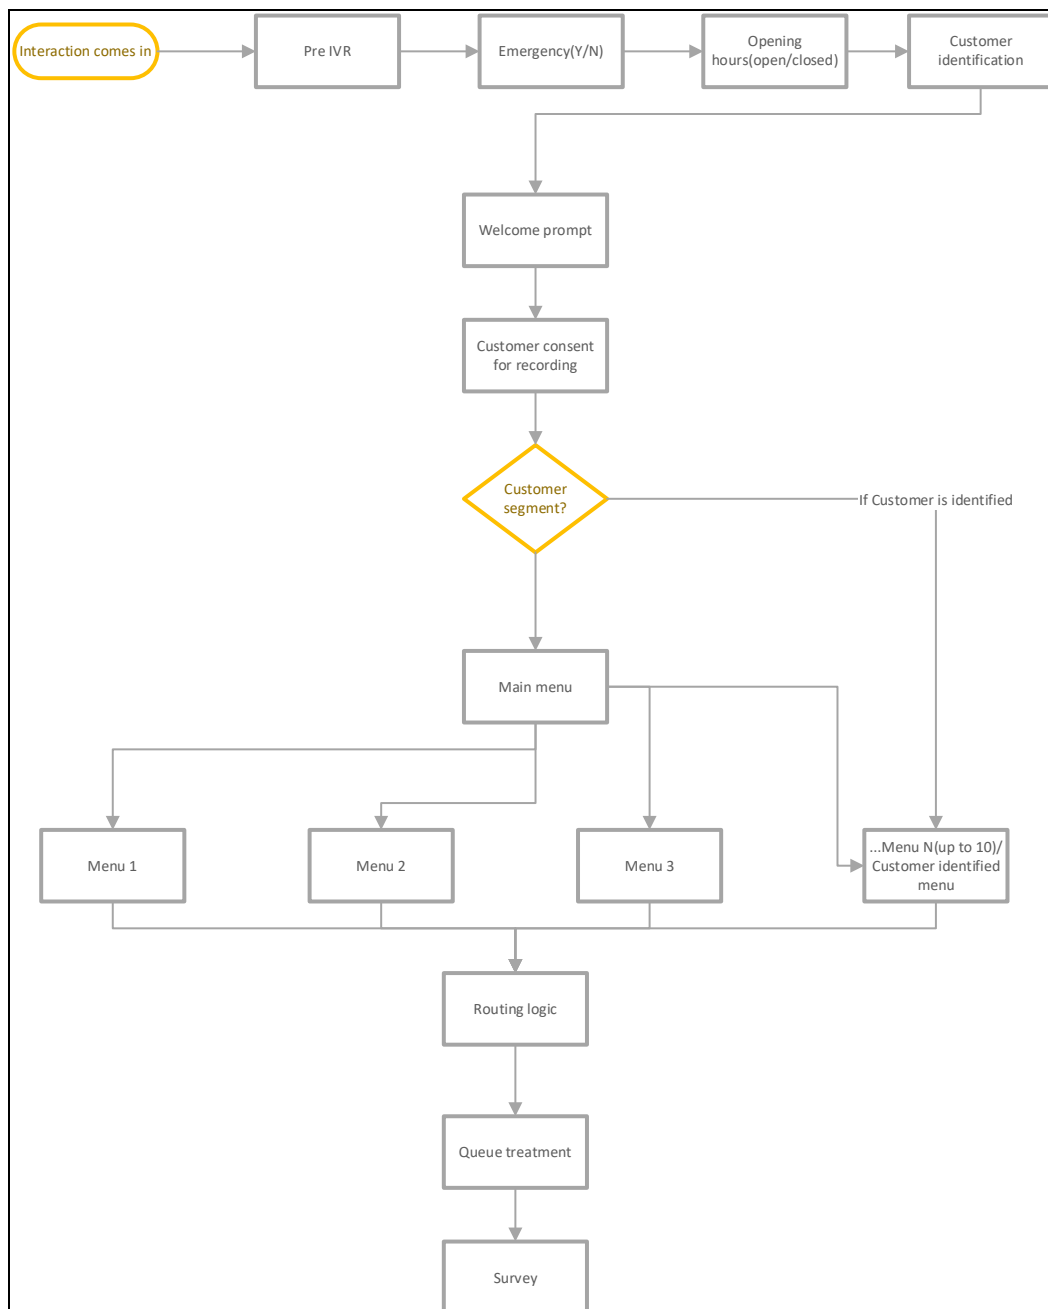 Interaction comes in
Pre IVR
Emergency(Y/N)
Opening
hours(open/closed)
Customer
identification
Welcome prompt
Customer consent
for recording
Customer
segment?
If Customer is identified
Main menu
Menu 1
Menu 2
Menu 3
...Menu N(up to 10)/
Customer identified
menu
Routing logic
Queue treatment
Survey